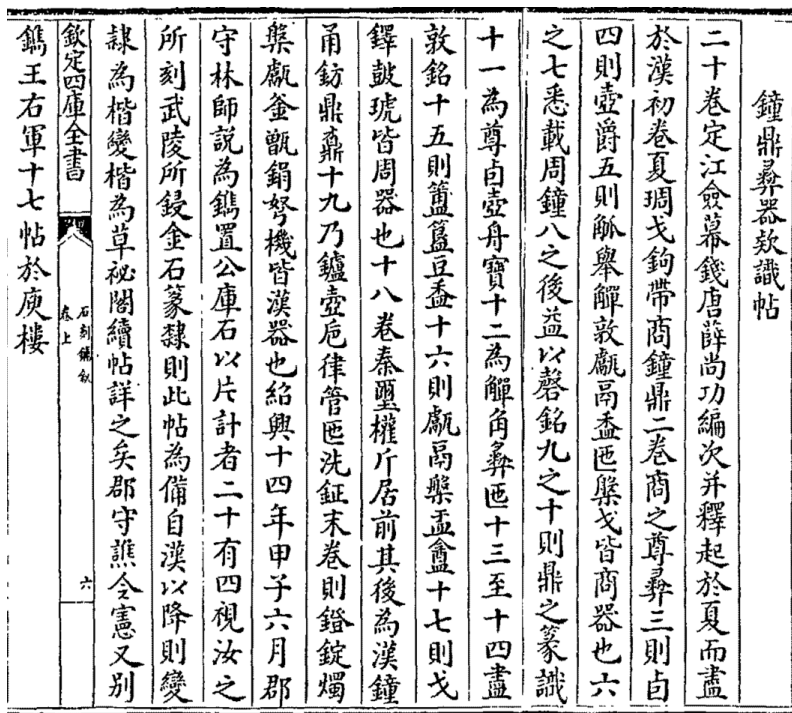 鐘鼎彝器欵識帖
二十卷定江僉幕錢唐薛尚功編次并釋起於夏而盡
於漢初卷夏琱戈鉤帶商鐘鼎二卷商之尊彝三則卣
四則壺爵五則觚舉觶敦甗鬲盉匜槃戈皆商器也六
之七悉載周鐘八之後益以磬銘九之十則鼎之篆識
十一為尊卣壺舟寶十二為觶角彝匜十三至十四盡
敦銘十五則簠簋豆盉十六則甗鬲槃盂盦十七則戈
鐸鼓琥皆周器也十八卷秦璽權斤居前其後為漢鐘
甬鈁鼎鼒十九乃鑪壺巵律管匜洗鉦末卷則鐙錠燭
槃甗釜甑鋗弩機皆漢器也紹興十四年甲子六月郡
守林師說為鐫置公庫石以片計者二十有四視汝之
所刻武陵所鋟金石篆隸則此帖為備自漢以降則變
隸為楷變楷為草祕閣續帖詳之矣郡守譙令憲又别
欽定四庫全書
石刻鋪叙
卷上
六
鐫王右軍十七帖於庾樓